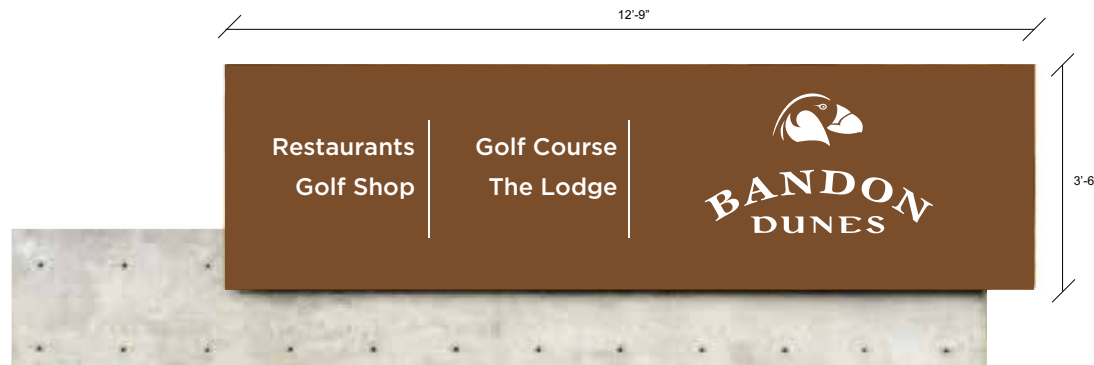 12'-9”
Restaurants
Golf Shop
Golf Course
The Lodge
BANDON
DUNES
3'-6